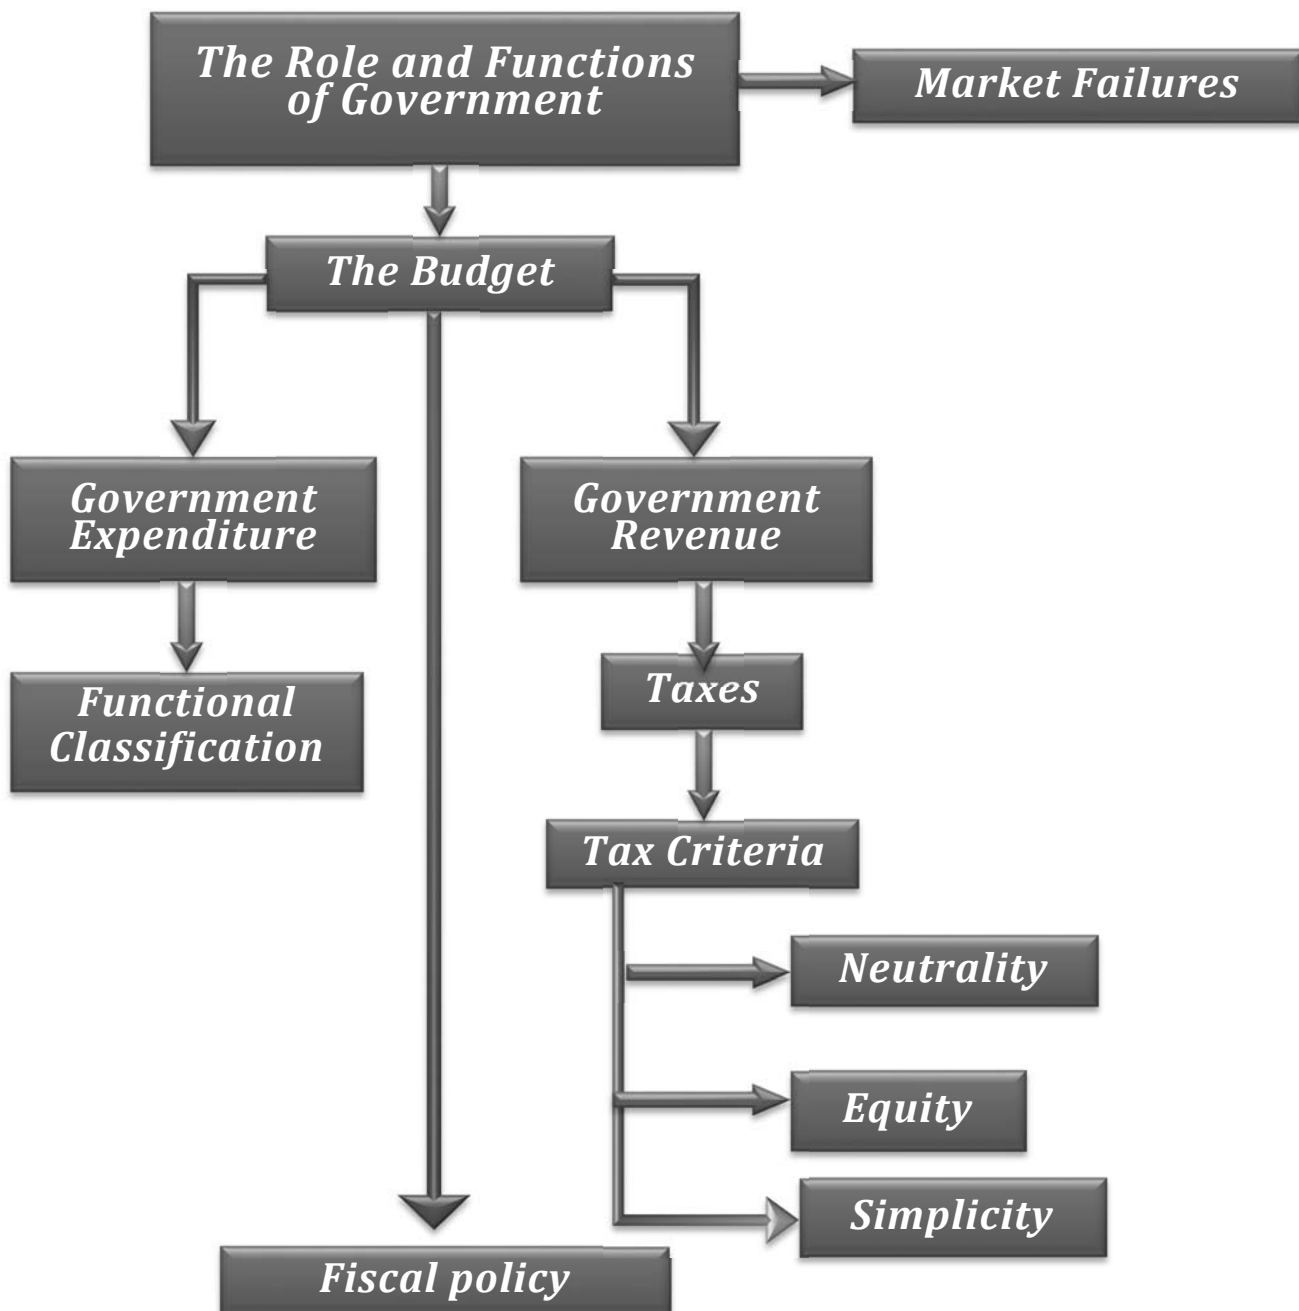 The Role and Functions
of Government
Market Failures
The Budget
Government
Expenditure
Government
Revenue
Functional
Classification
Taxes
Tax Criteria
Neutrality
Equity
Simplicity
Fiscal policy